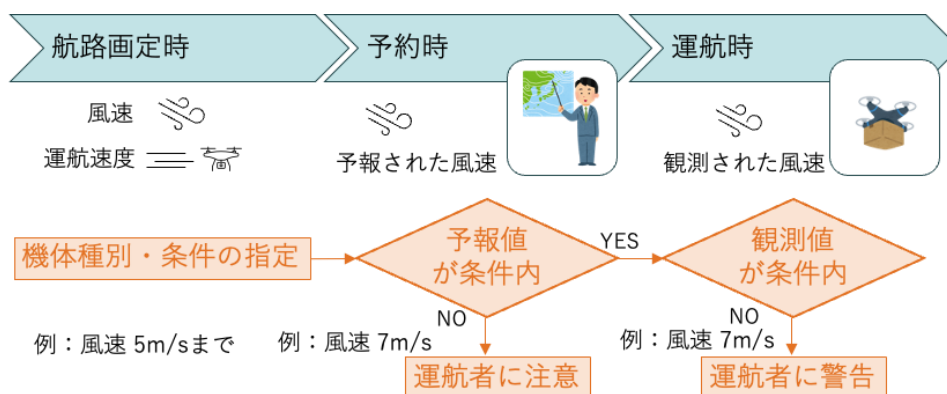 航路画定時
予約時
運航時
風速
運航速度
予報された風速
観測された風速
機体種別・条件の指定
予報値
が条件内
YES
観測値
が条件内
NO
NO
例：風速 5m/sまで
例：風速 7m/s
例：風速 7m/s
運航者に注意
運航者に警告